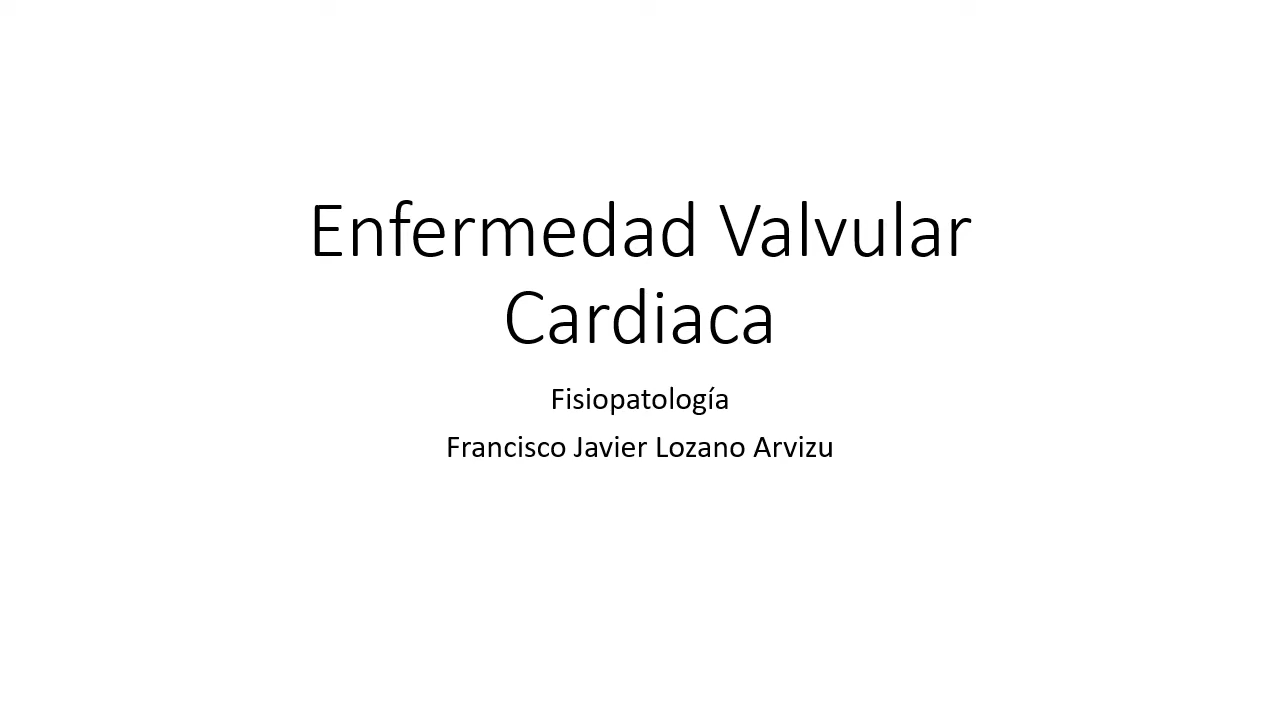 Enfermedad Valvular
Cardiaca
Fisiopatología
Francisco Javier Lozano Arvizu